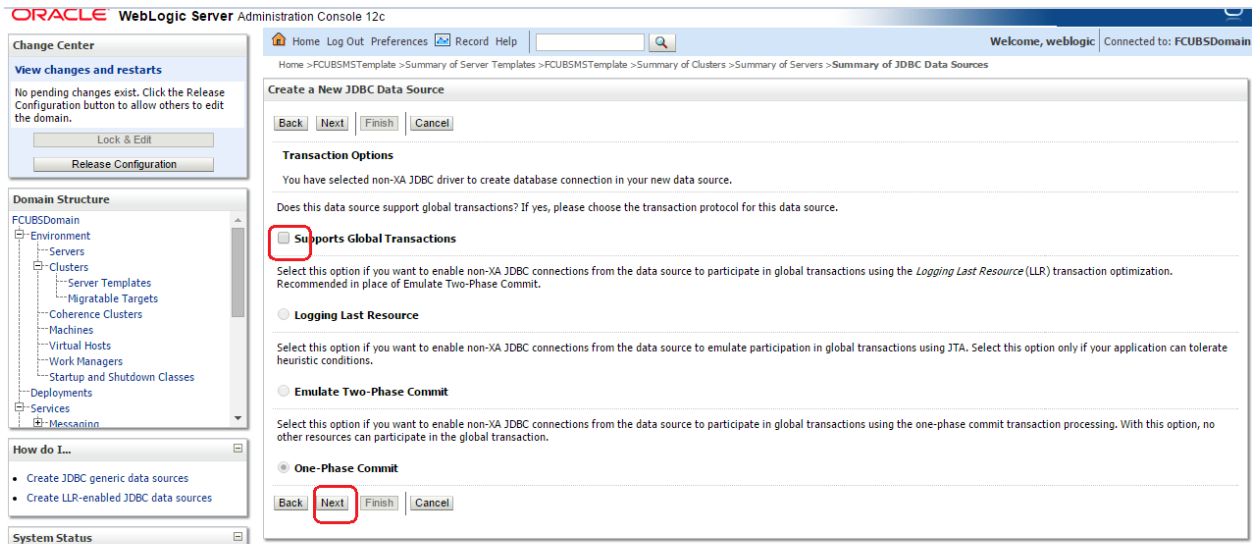 ORACLE WebLogic Server Administration Console 12c
Change Center
View changes and restarts
No pending changes exist. Click the Release
Configuration button to allow others to edit
the domain.
Lock & Edit
Release Configuration
Domain Structure
FCUBSDomain
Environment
Servers
Clusters
Server Templates
Migratable Targets
Coherence Clusters
Machines
Virtual Hosts
Work Managers
Startup and Shutdown Classes
Deployments
Services
Messaging
How do I...
Create JDBC generic data sources
Create LLR-enabled JDBC data sources
System Status
Home Log Out Preferences Record Help
Welcome, weblogic Connected to: FCUBSDomain
Home >FCUBSMSTemplate >Summary of Server Templates >FCUBSMSTemplate >Summary of Clusters >Summary of Servers >Summary of JDBC Data Sources
Create a New JDBC Data Source
Back Next Finish Cancel
Transaction Options
You have selected non-XA JDBC driver to create database connection in your new data source.
Does this data source support global transactions? If yes, please choose the transaction protocol for this data source.
Supports Global Transactions
Select this option if you want to enable non-XA JDBC connections from the data source to participate in global transactions using the Logging Last Resource (LLR) transaction optimization.
Recommended in place of Emulate Two-Phase Commit.
Logging Last Resource
Select this option if you want to enable non-XA JDBC connections from the data source to emulate participation in global transactions using JTA. Select this option only if your application can tolerate
heuristic conditions.
Emulate Two-Phase Commit
Select this option if you want to enable non-XA JDBC connections from the data source to participate in global transactions using the one-phase commit transaction processing. With this option, no
other resources can participate in the global transaction.
One-Phase Commit
Back Next Finish Cancel